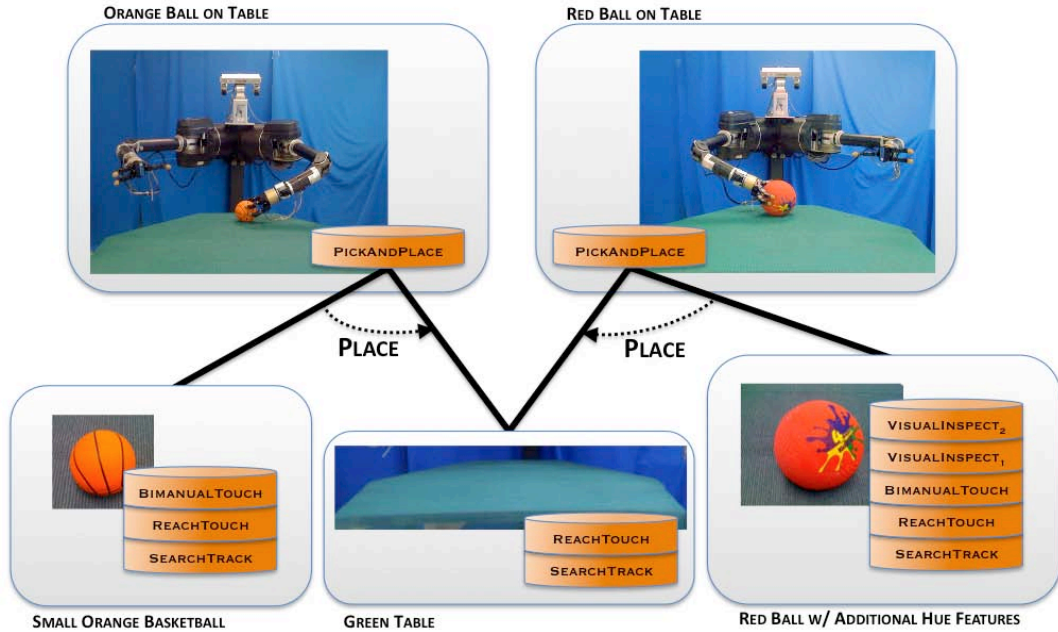 ORANGE BALL ON TABLE
RED BALL ON TABLE
PICKANDPLACE
PICKANDPLACE
PLACE
PLACE
VISUALINSPECT2
VISUALINSPECT1
BIMANUALTOUCH
REACHTOUCH
SEARCHTRACK
BIMANUALTOUCH
REACHTOUCH
SEARCHTRACK
REACHTOUCH
SEARCHTRACK
SMALL ORANGE BASKETBALL
GREEN TABLE
RED BALL W/ ADDITIONAL HUE FEATURES